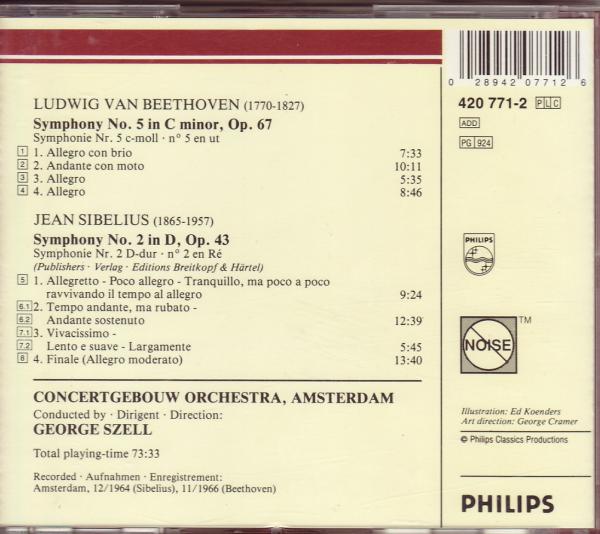 LUDWIG VAN BEETHOVEN (1770-1827)
Symphony No. 5 in C minor, Op. 67
Symphonie Nr. 5 c-moll · n° 5 en ut
1 1. Allegro con brio 7:33
2 2. Andante con moto 10:11
3 3. Allegro 5:35
4 4. Allegro 8:46
JEAN SIBELIUS (1865-1957)
Symphony No. 2 in D, Op. 43
Symphonie Nr. 2 D-dur · n° 2 en Ré
(Publishers · Verlag · Editions Breitkopf & Härtel)
5 1. Allegretto - Poco allegro - Tranquillo, ma poco a poco
ravvivando il tempo al allegro 9:24
6.1 2. Tempo andante, ma rubato -
6.2 Andante sostenuto 12:39
7.1 3. Vivacissimo -
7.2 Lento e suave - Largamente 5:45
8 4. Finale (Allegro moderato) 13:40
CONCERTGEBOUW ORCHESTRA, AMSTERDAM
Conducted by · Dirigent · Direction:
GEORGE SZELL
Total playing-time 73:33
Recorded · Aufnahmen · Enregistrement:
Amsterdam, 12/1964 (Sibelius), 11/1966 (Beethoven)
0 28942 07712 6
420 771-2 PLC
ADD
PG 924
PHILIPS
NOISE TM
Illustration: Ed Koenders
Art direction: George Cramer
℗ Philips Classics Productions
PHILIPS